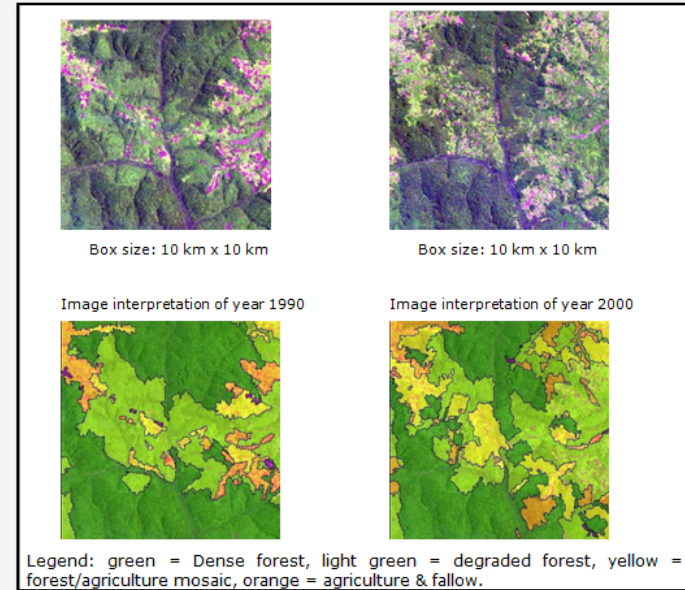 Box size: 10 km x 10 km
Box size: 10 km x 10 km
Image interpretation of year 1990
Image interpretation of year 2000
Legend: green = Dense forest, light green = degraded forest, yellow =
forest/agriculture mosaic, orange = agriculture & fallow.